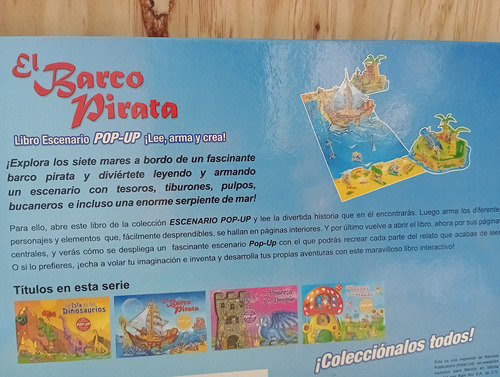 El Barco
Pirata
Libro Escenario POP-UP ¡Lee, arma y crea!
¡Explora los siete mares a bordo de un fascinante
barco pirata y diviértete leyendo y armando
un escenario con tesoros, tiburones, pulpos,
bucaneros e incluso una enorme serpiente de mar!
Para ello, abre este libro de la colección ESCENARIO POP-UP y lee la divertida historia que en él encontrarás. Luego arma los diferentes
personajes y elementos que, fácilmente desprendibles, se hallan en páginas interiores. Y por último vuelve a abrir el libro, ahora por sus páginas
centrales, y verás cómo se despliega un fascinante escenario Pop-Up con el que podrás recrear cada parte del relato que acabas de leer.
O si lo prefieres, ¡echa a volar tu imaginación e inventa y desarrolla tus propias aventuras con este maravilloso libro interactivo!
Títulos en esta serie
Isla de los
Dinosaurios
El Barco
Pirata
Princesa
Dragón
¡Colecciónalos todos!